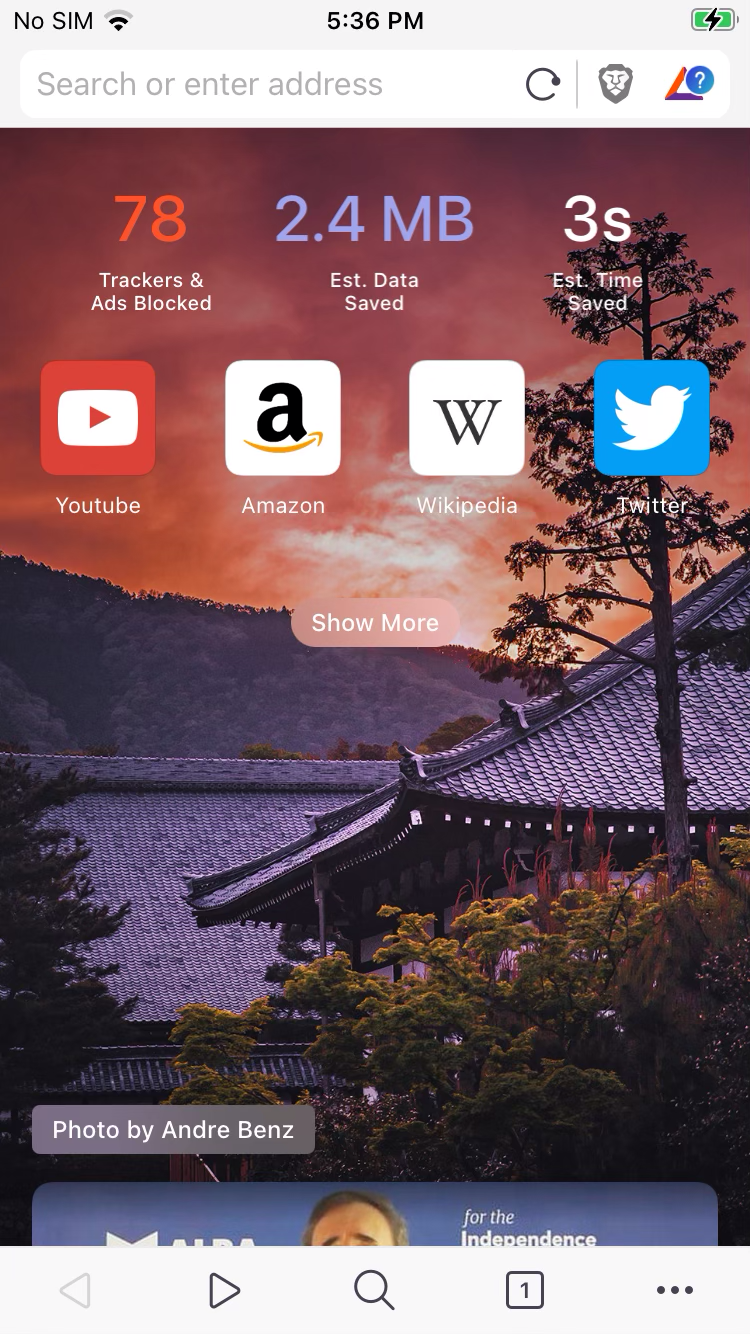 No SIM 5:36 PM
Search or enter address
?
78 2.4 MB 3s
Trackers & Est. Data Est. Time
Ads Blocked Saved Saved
a W
Youtube Amazon Wikipedia Twitter
Show More
Photo by Andre Benz
for the
ALPA Independence
1